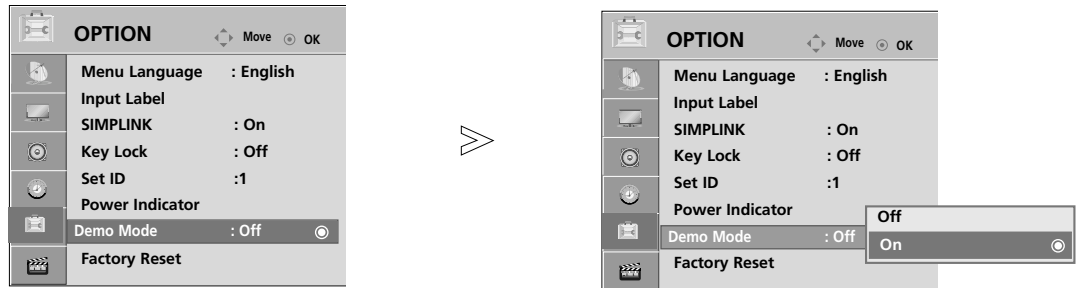 OPTION Move OK
Menu Language : English
Input Label
SIMPLINK : On
Key Lock : Off
Set ID :1
Power Indicator
Demo Mode : Off
Factory Reset
OPTION Move OK
Menu Language : English
Input Label
SIMPLINK : On
Key Lock : Off
Set ID :1
Power Indicator
Demo Mode : Off
Factory Reset
Off
On